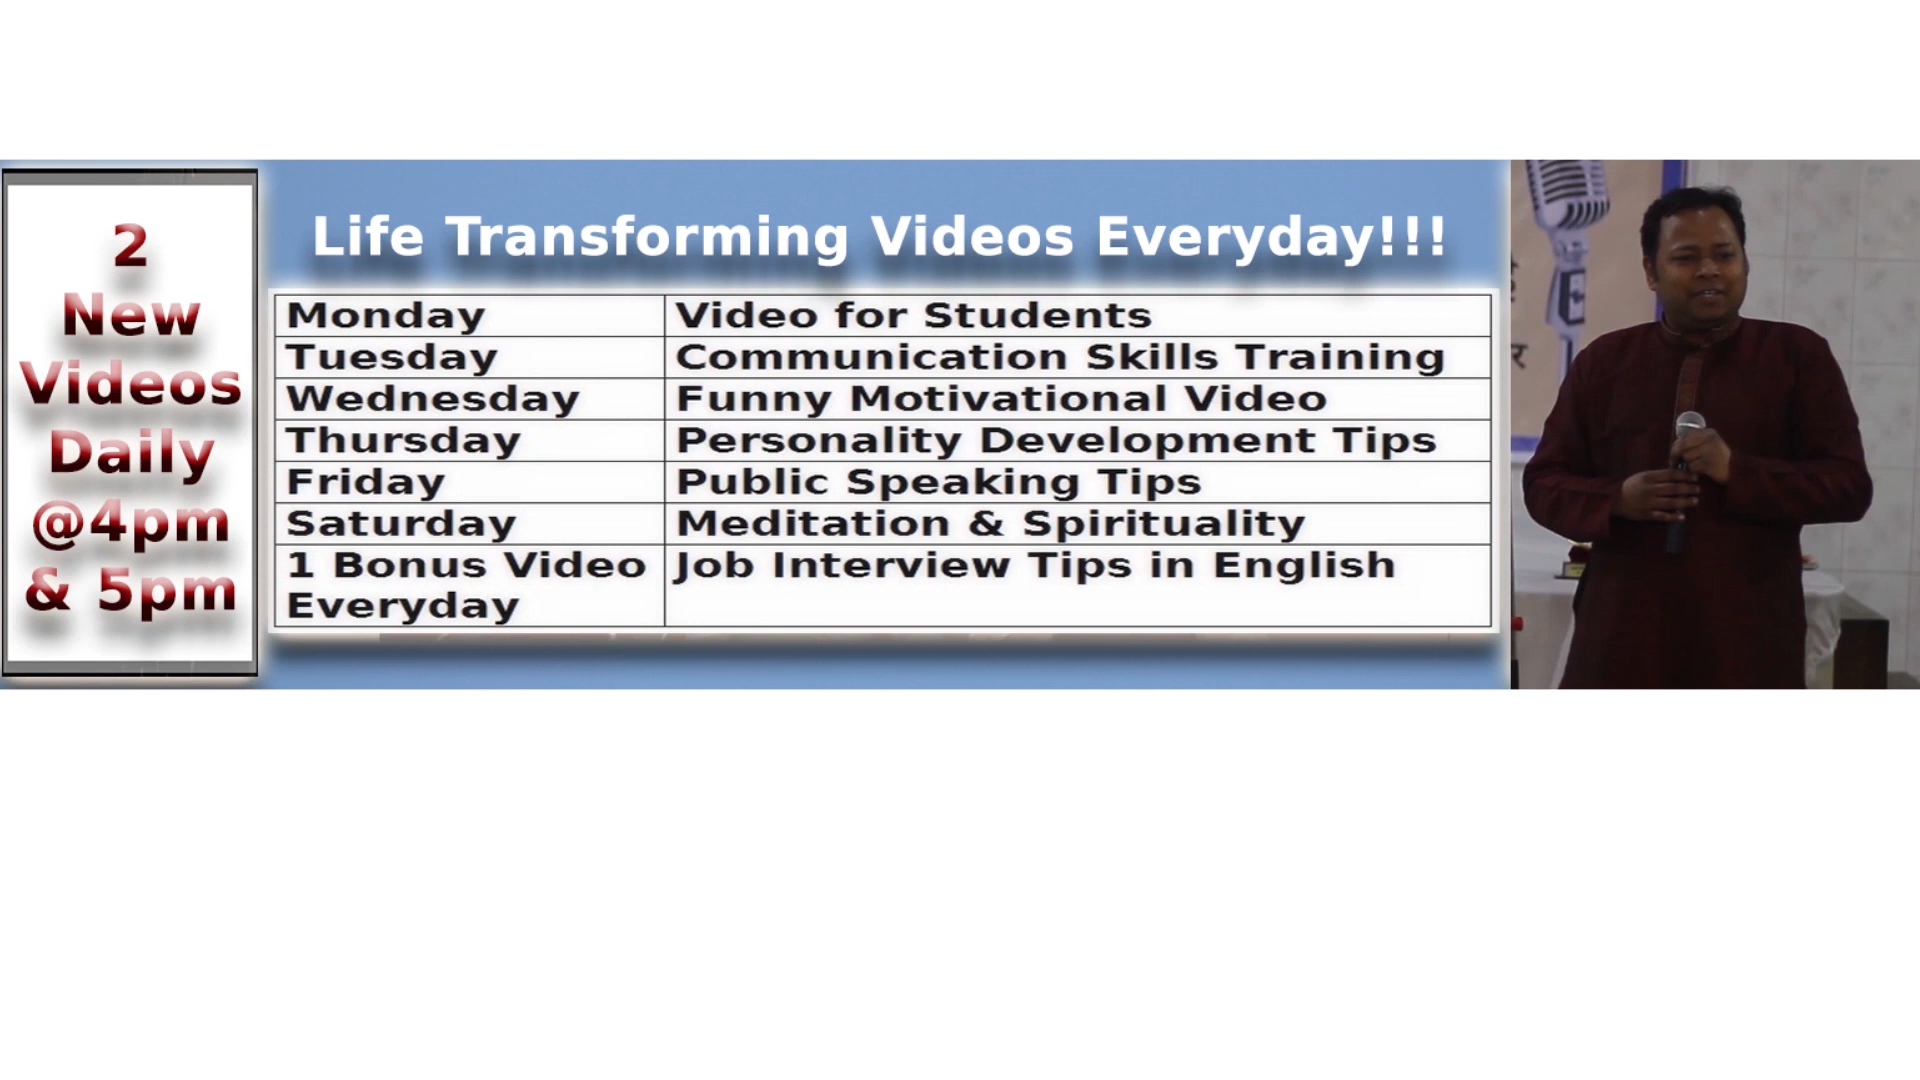 2
New
Videos
Daily
@4pm
& 5pm
Life Transforming Videos Everyday!!!
Monday Video for Students
Tuesday Communication Skills Training
Wednesday Funny Motivational Video
Thursday Personality Development Tips
Friday Public Speaking Tips
Saturday Meditation & Spirituality
1 Bonus Video Job Interview Tips in English
Everyday